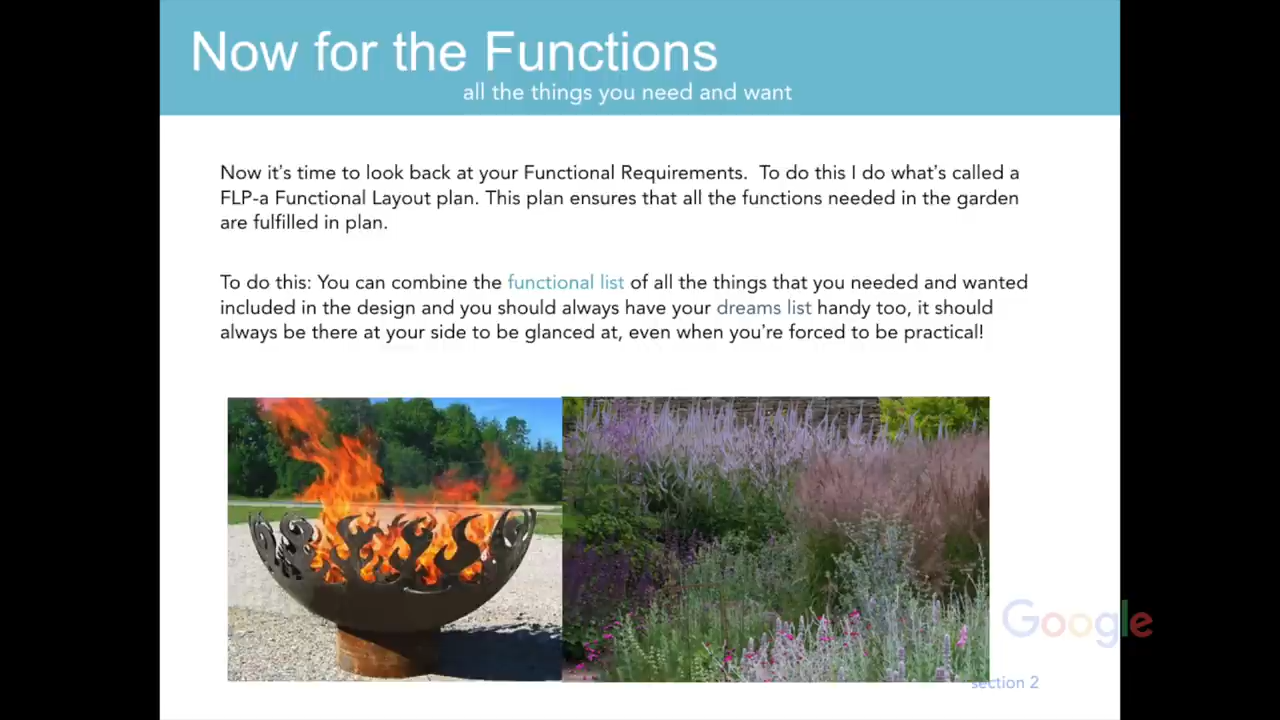 Now for the Functions
all the things you need and want
Now it's time to look back at your Functional Requirements.  To do this I do what's called a
FLP-a Functional Layout plan. This plan ensures that all the functions needed in the garden
are fulfilled in plan.
To do this: You can combine the functional list of all the things that you needed and wanted
included in the design and you should always have your dreams list handy too, it should
always be there at your side to be glanced at, even when you're forced to be practical!
Google
section 2